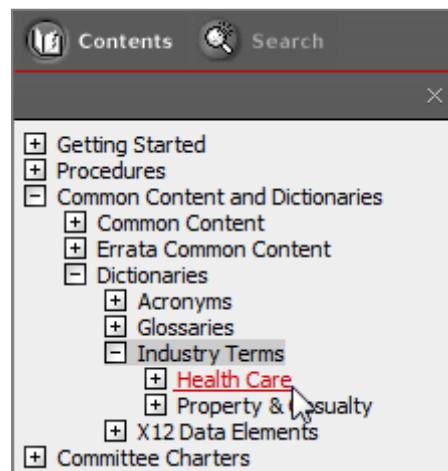 Contents Search
Getting Started
Procedures
Common Content and Dictionaries
Common Content
Errata Common Content
Dictionaries
Acronyms
Glossaries
Industry Terms
Health Care
Property & Casualty
X12 Data Elements
Committee Charters